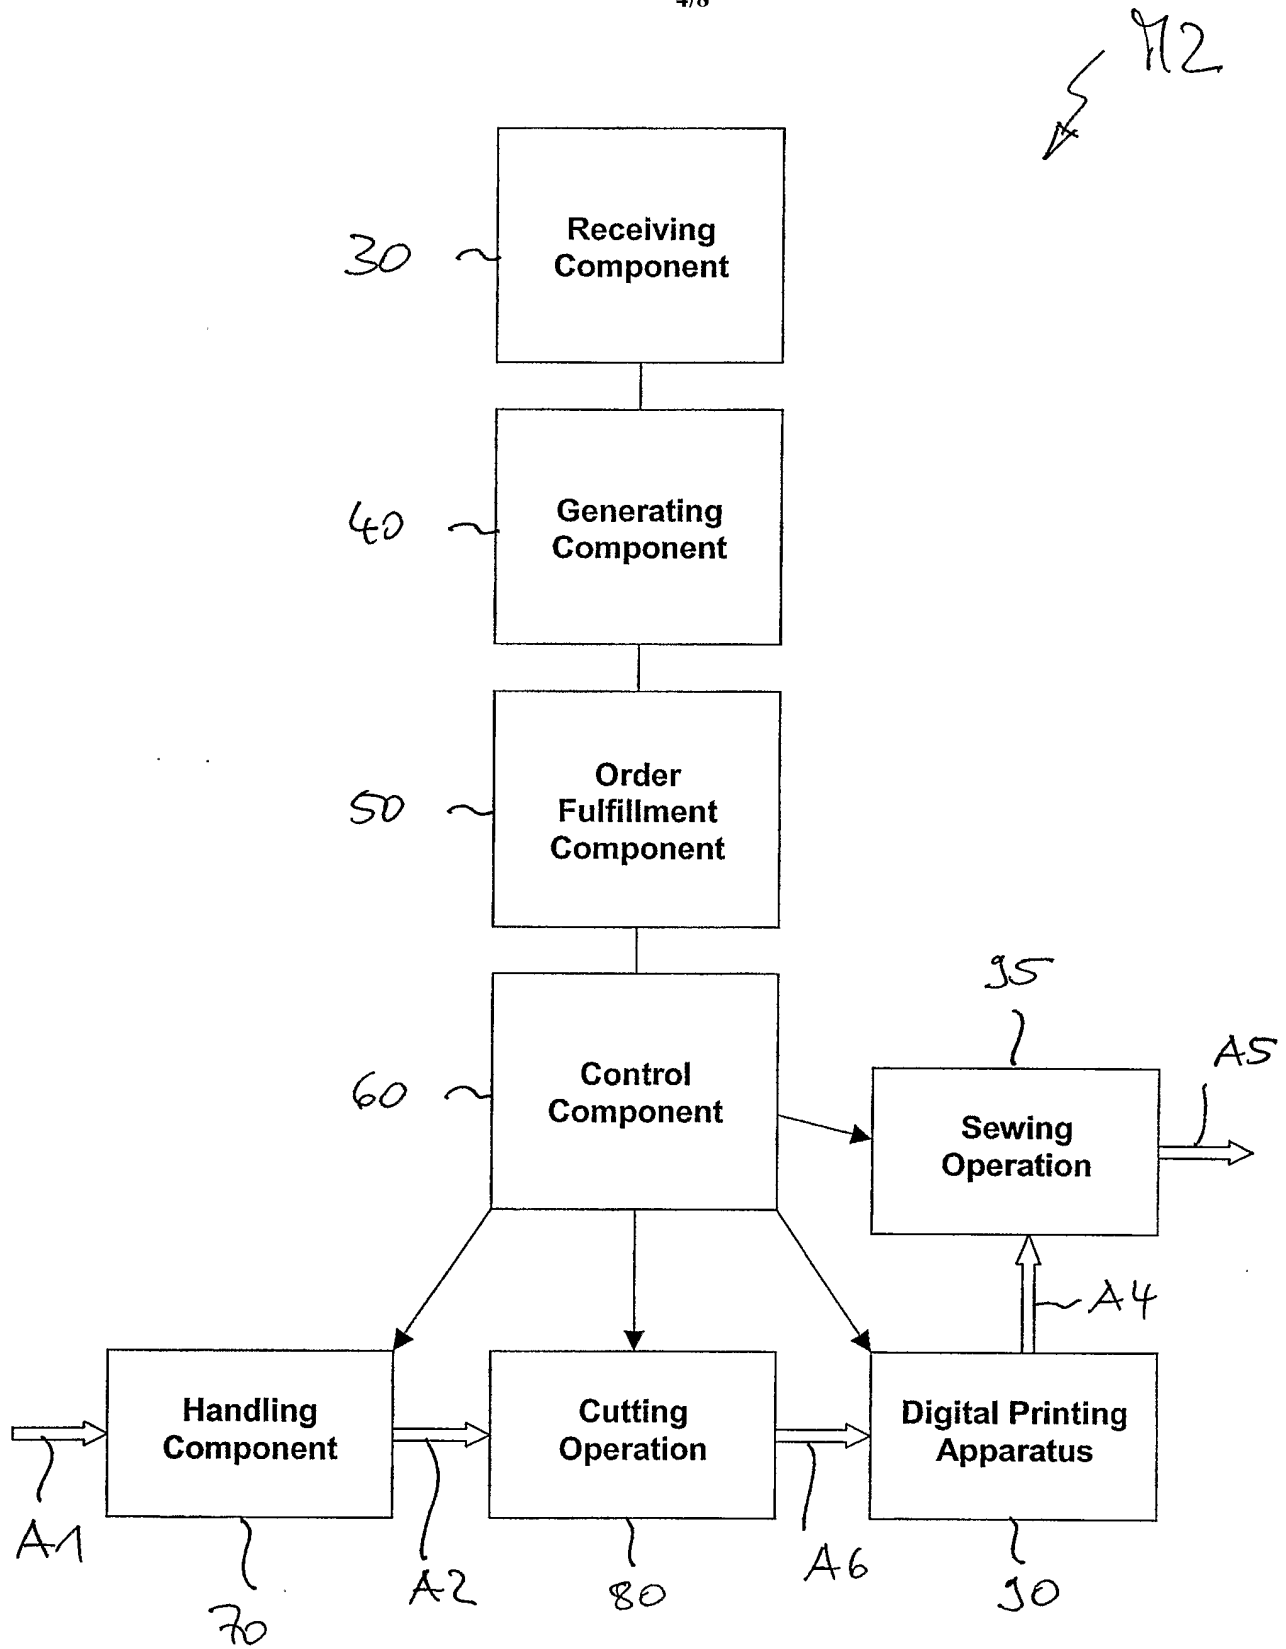 4/8
M2
30
Receiving
Component
40
Generating
Component
50
Order
Fulfillment
Component
60
Control
Component
95
A5
Sewing
Operation
A4
Handling
Component
Cutting
Operation
Digital Printing
Apparatus
A1
70
A2
80
A6
90